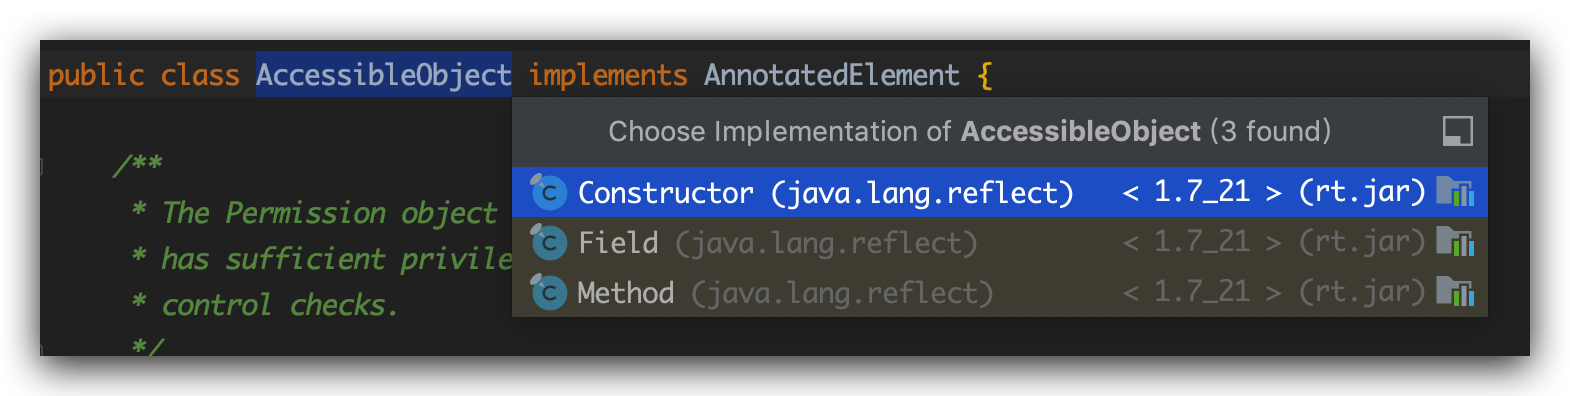 public class AccessibleObject implements AnnotatedElement {
Choose Implementation of AccessibleObject (3 found)
/**
Constructor (java.lang.reflect) < 1.7_21 > (rt.jar)
* The Permission object
Field (java.lang.reflect) < 1.7_21 > (rt.jar)
* has sufficient privile
Method (java.lang.reflect) < 1.7_21 > (rt.jar)
* control checks.
*/